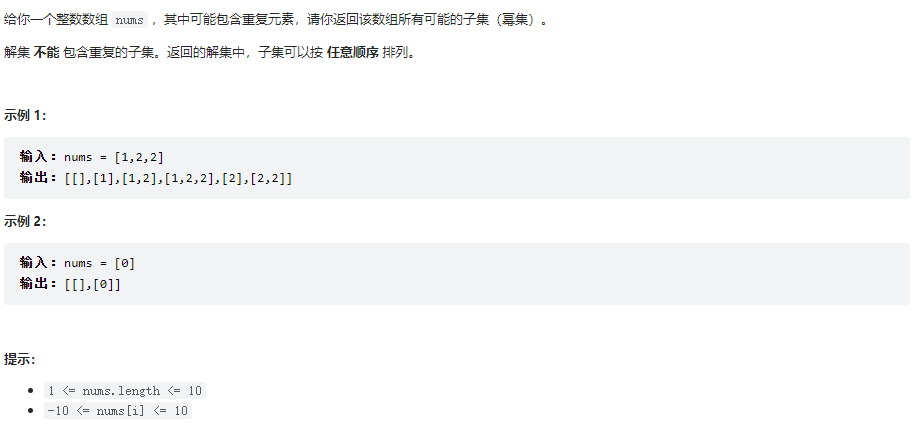 给你一个整数数组 nums ，其中可能包含重复元素，请你返回该数组所有可能的子集（幂集）。
解集 不能 包含重复的子集。返回的解集中，子集可以按 任意顺序 排列。
示例 1：
输入：nums = [1,2,2]
输出：[[],[1],[1,2],[1,2,2],[2],[2,2]]
示例 2：
输入：nums = [0]
输出：[[],[0]]
提示：
• 1 <= nums.length <= 10
• -10 <= nums[i] <= 10